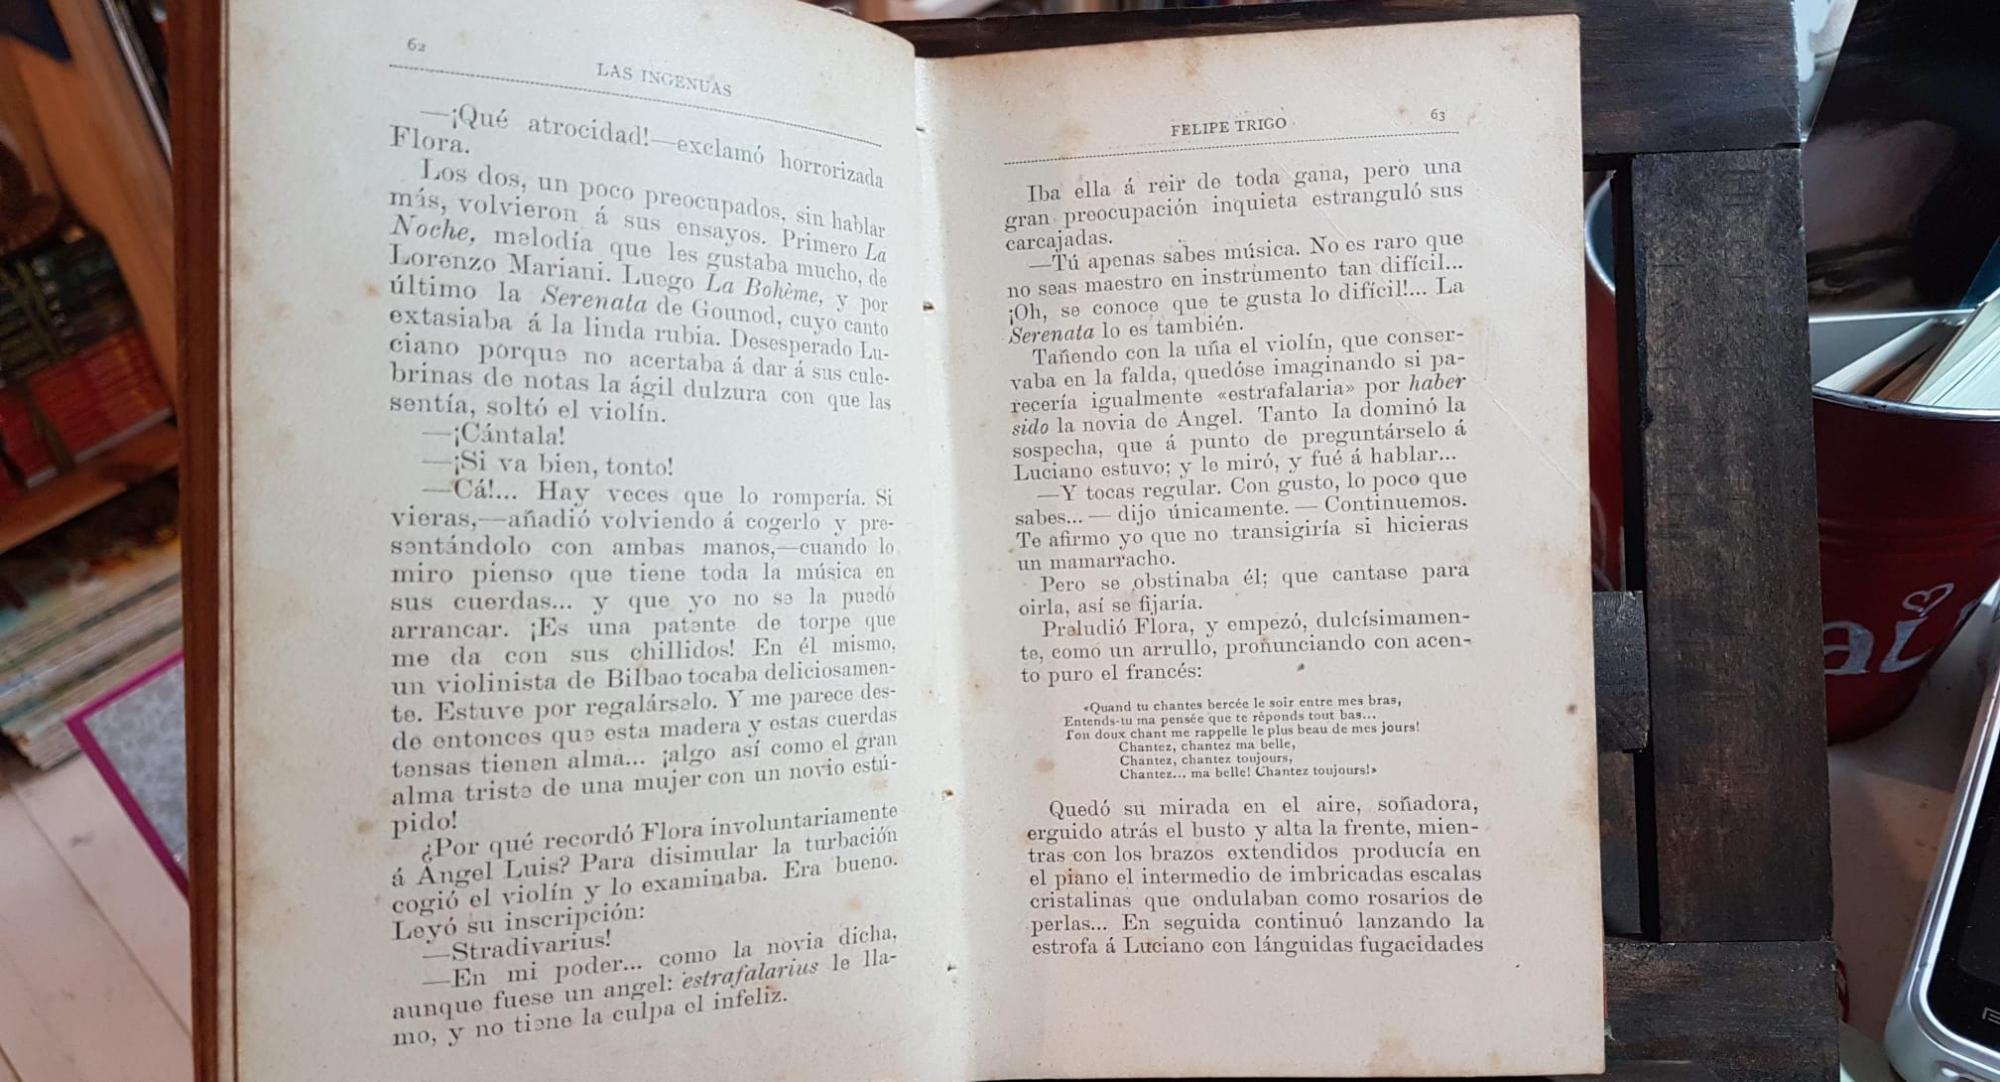 62
LAS INGENUAS
—¡Qué atrocidad!—exclamó horrorizada
Flora.
Los dos, un poco preocupados, sin hablar
más, volvieron á sus ensayos. Primero La
Noche, melodía que les gustaba mucho, de
Lorenzo Mariani. Luego La Bohème, y por
último la Serenata de Gounod, cuyo canto
extasiaba á la linda rubia. Desesperado Lu-
ciano porque no acertaba á dar á sus cule-
brinas de notas la ágil dulzura con que las
sentía, soltó el violín.
—¡Cántala!
—¡Si va bien, tonto!
—Cá!... Hay veces que lo rompería. Si
vieras,—añadió volviendo á cogerlo y pre-
sentándolo con ambas manos,—cuando lo
miro pienso que tiene toda la música en
sus cuerdas... y que yo no se la puedo
arrancar. ¡Es una patente de torpe que
me da con sus chillidos! En él mismo,
un violinista de Bilbao tocaba deliciosamen-
te. Estuve por regalárselo. Y me parece des-
de entonces que esta madera y estas cuerdas
tensas tienen alma... ¡algo así como el gran
alma triste de una mujer con un novio estú-
pido!
¿Por qué recordó Flora involuntariamente
á Ángel Luis? Para disimular la turbación
cogió el violín y lo examinaba. Era bueno.
Leyó su inscripción:
—Stradivarius!
—En mi poder... como la novia dicha,
aunque fuese un angel: estrafalarius le lla-
mo, y no tiene la culpa el infeliz.
FELIPE TRIGO
63
Iba ella á reir de toda gana, pero una
gran preocupación inquieta estranguló sus
carcajadas.
—Tú apenas sabes música. No es raro que
no seas maestro en instrumento tan difícil...
¡Oh, se conoce que te gusta lo difícil!... La
Serenata lo es también.
Tañendo con la uña el violín, que conser-
vaba en la falda, quedóse imaginando si pa-
recería igualmente «estrafalaria» por haber
sido la novia de Angel. Tanto la dominó la
sospecha, que á punto de preguntárselo á
Luciano estuvo; y le miró, y fué á hablar...
—Y tocas regular. Con gusto, lo poco que
sabes... — dijo únicamente. — Continuemos.
Te afirmo yo que no transigiría si hicieras
un mamarracho.
Pero se obstinaba él; que cantase para
oirla, así se fijaría.
Preludió Flora, y empezó, dulcísimamen-
te, como un arrullo, pronunciando con acen-
to puro el francés:
«Quand tu chantes bercée le soir entre mes bras,
Entends-tu ma pensée que te réponds tout bas...
Ton doux chant me rappelle le plus beau de mes jours!
Chantez, chantez ma belle,
Chantez, chantez toujours,
Chantez... ma belle! Chantez toujours!»
Quedó su mirada en el aire, soñadora,
erguido atrás el busto y alta la frente, mien-
tras con los brazos extendidos producía en
el piano el intermedio de imbricadas escalas
cristalinas que ondulaban como rosarios de
perlas... En seguida continuó lanzando la
estrofa á Luciano con lánguidas fugacidades